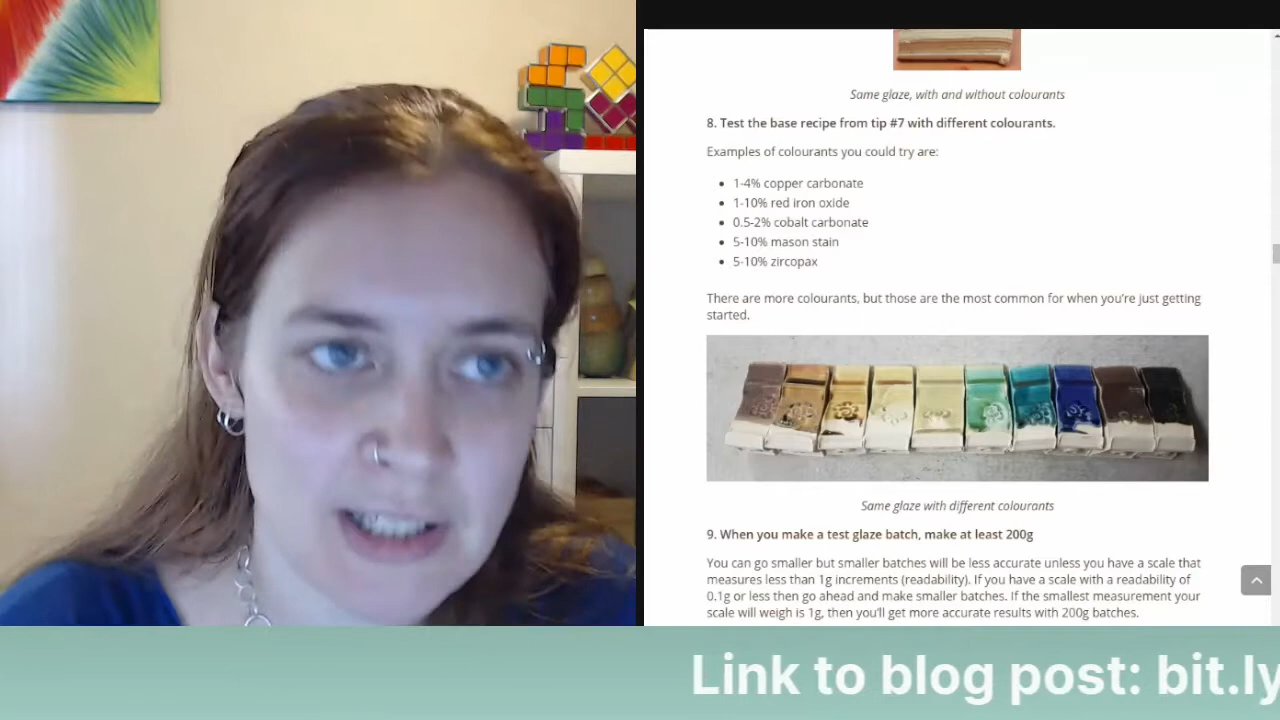 Same glaze, with and without colourants
8. Test the base recipe from tip #7 with different colourants.
Examples of colourants you could try are:
1-4% copper carbonate
1-10% red iron oxide
0.5-2% cobalt carbonate
5-10% mason stain
5-10% zircopax
There are more colourants, but those are the most common for when you're just getting
started.
Same glaze with different colourants
9. When you make a test glaze batch, make at least 200g
You can go smaller but smaller batches will be less accurate unless you have a scale that
measures less than 1g increments (readability). If you have a scale with a readability of
0.1g or less then go ahead and make smaller batches. If the smallest measurement your
scale will weigh is 1g, then you'll get more accurate results with 200g batches.
Link to blog post: bit.ly